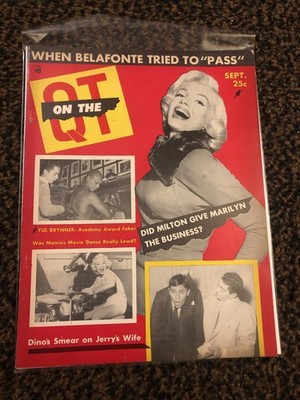 WHEN BELAFONTE TRIED TO "PASS"
SEPT.
25c
ON THE
QT
YUL BRYNNER-Academy Award Faker
Was Mamie's Movie Dance Really Lewd?
DID MILTON GIVE MARILYN
THE BUSINESS?
Dino's Smear on Jerry's Wife